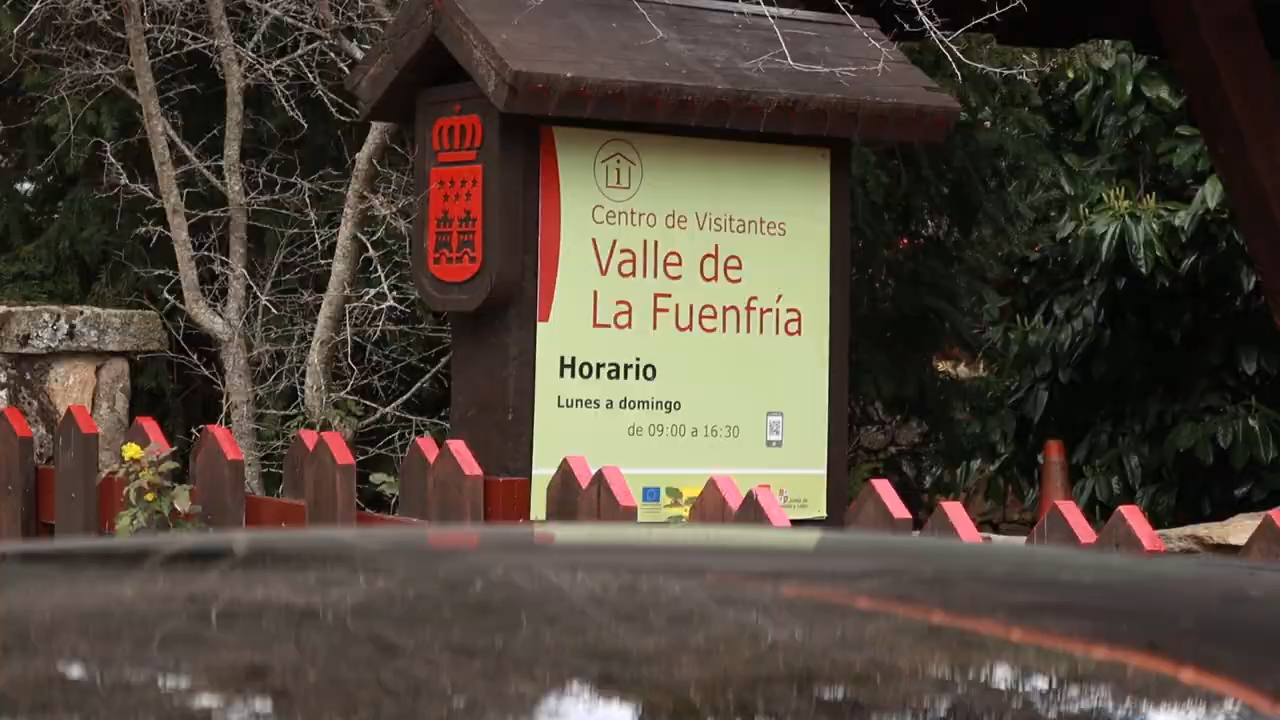 Centro de Visitantes
Valle de
La Fuenfría
Horario
Lunes a domingo
de 09:00 a 16:30